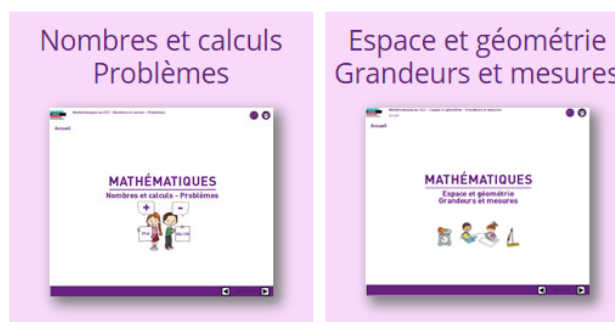 Nombres et calculs
Problèmes
Accueil
MATHÉMATIQUES
Nombres et calculs - Problèmes
+ -
Espace et géométrie
Grandeurs et mesures
Accueil
MATHÉMATIQUES
Espace et géométrie
Grandeurs et mesures